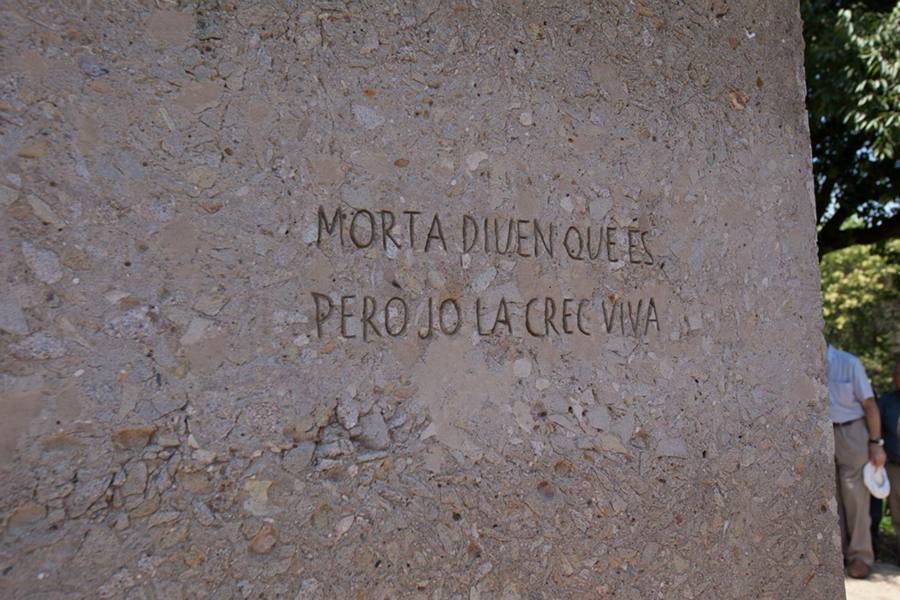 MORTA DIUEN QUE ÉS,
PERÒ JO LA CREC VIVA